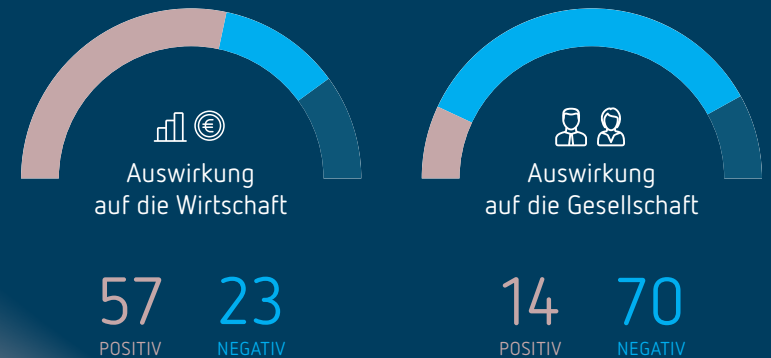 €
Auswirkung
auf die Wirtschaft
57 23
POSITIV NEGATIV
Auswirkung
auf die Gesellschaft
14 70
POSITIV NEGATIV